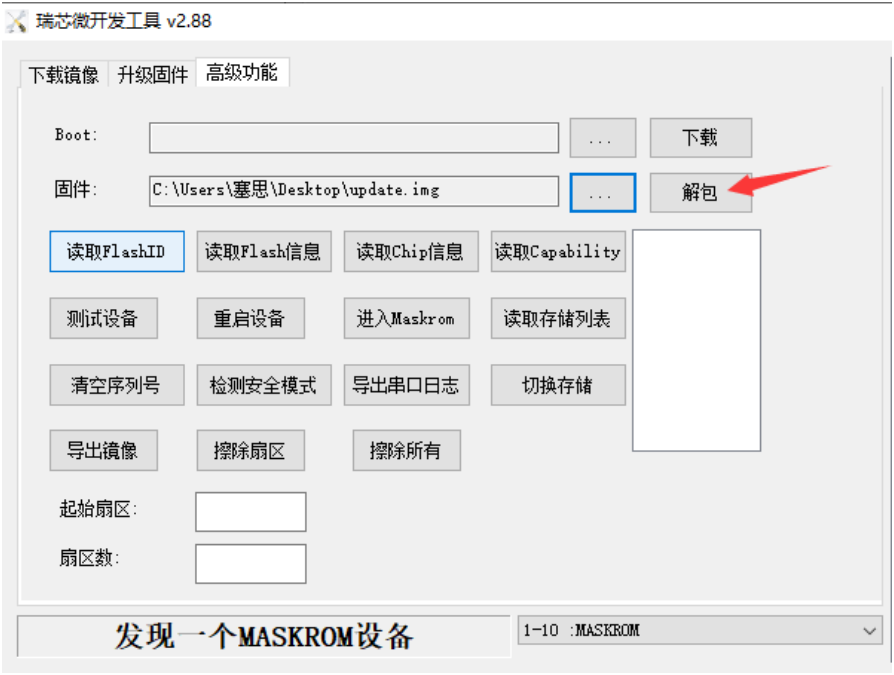 瑞芯微开发工具 v2.88
下载镜像 升级固件 高级功能
Boot: ... 下载
固件: C:\Users\塞思\Desktop\update.img ... 解包
读取FlashID 读取Flash信息 读取Chip信息 读取Capability
测试设备 重启设备 进入Maskrom 读取存储列表
清空序列号 检测安全模式 导出串口日志 切换存储
导出镜像 擦除扇区 擦除所有
起始扇区:
扇区数:
发现一个MASKROM设备 1-10 :MASKROM